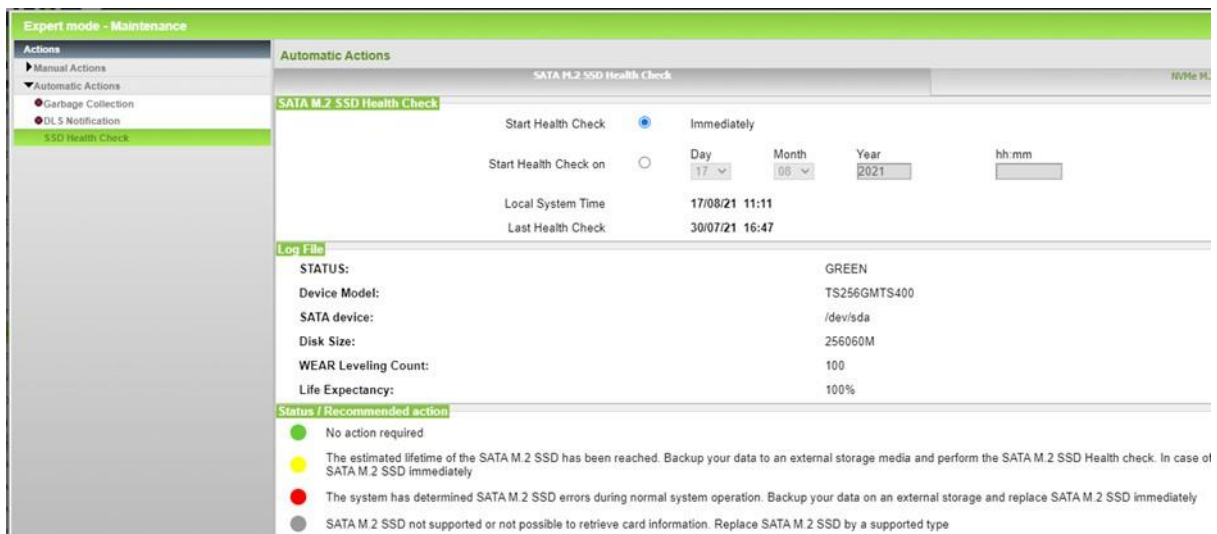 Expert mode - Maintenance
Actions
Manual Actions
Automatic Actions
Garbage Collection
DLS Notification
SSD Health Check
Automatic Actions
SATA M.2 SSD Health Check
NVMe M.2
SATA M.2 SSD Health Check
Start Health Check Immediately
Day Month Year hh:mm
Start Health Check on 17 08 2021
Local System Time 17/08/21 11:11
Last Health Check 30/07/21 16:47
Log File
STATUS: GREEN
Device Model: TS256GMTS400
SATA device: /dev/sda
Disk Size: 256060M
WEAR Leveling Count: 100
Life Expectancy: 100%
Status / Recommended action
No action required
The estimated lifetime of the SATA M.2 SSD has been reached. Backup your data to an external storage media and perform the SATA M.2 SSD Health check. In case of
SATA M.2 SSD immediately
The system has determined SATA M.2 SSD errors during normal system operation. Backup your data on an external storage and replace SATA M.2 SSD immediately
SATA M.2 SSD not supported or not possible to retrieve card information. Replace SATA M.2 SSD by a supported type